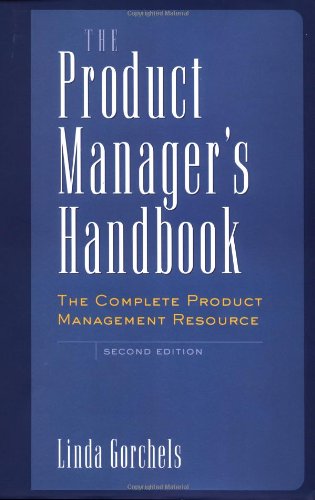 THE
Product
Manager's
Handbook
THE COMPLETE PRODUCT
MANAGEMENT RESOURCE
SECOND EDITION
Linda Gorchels